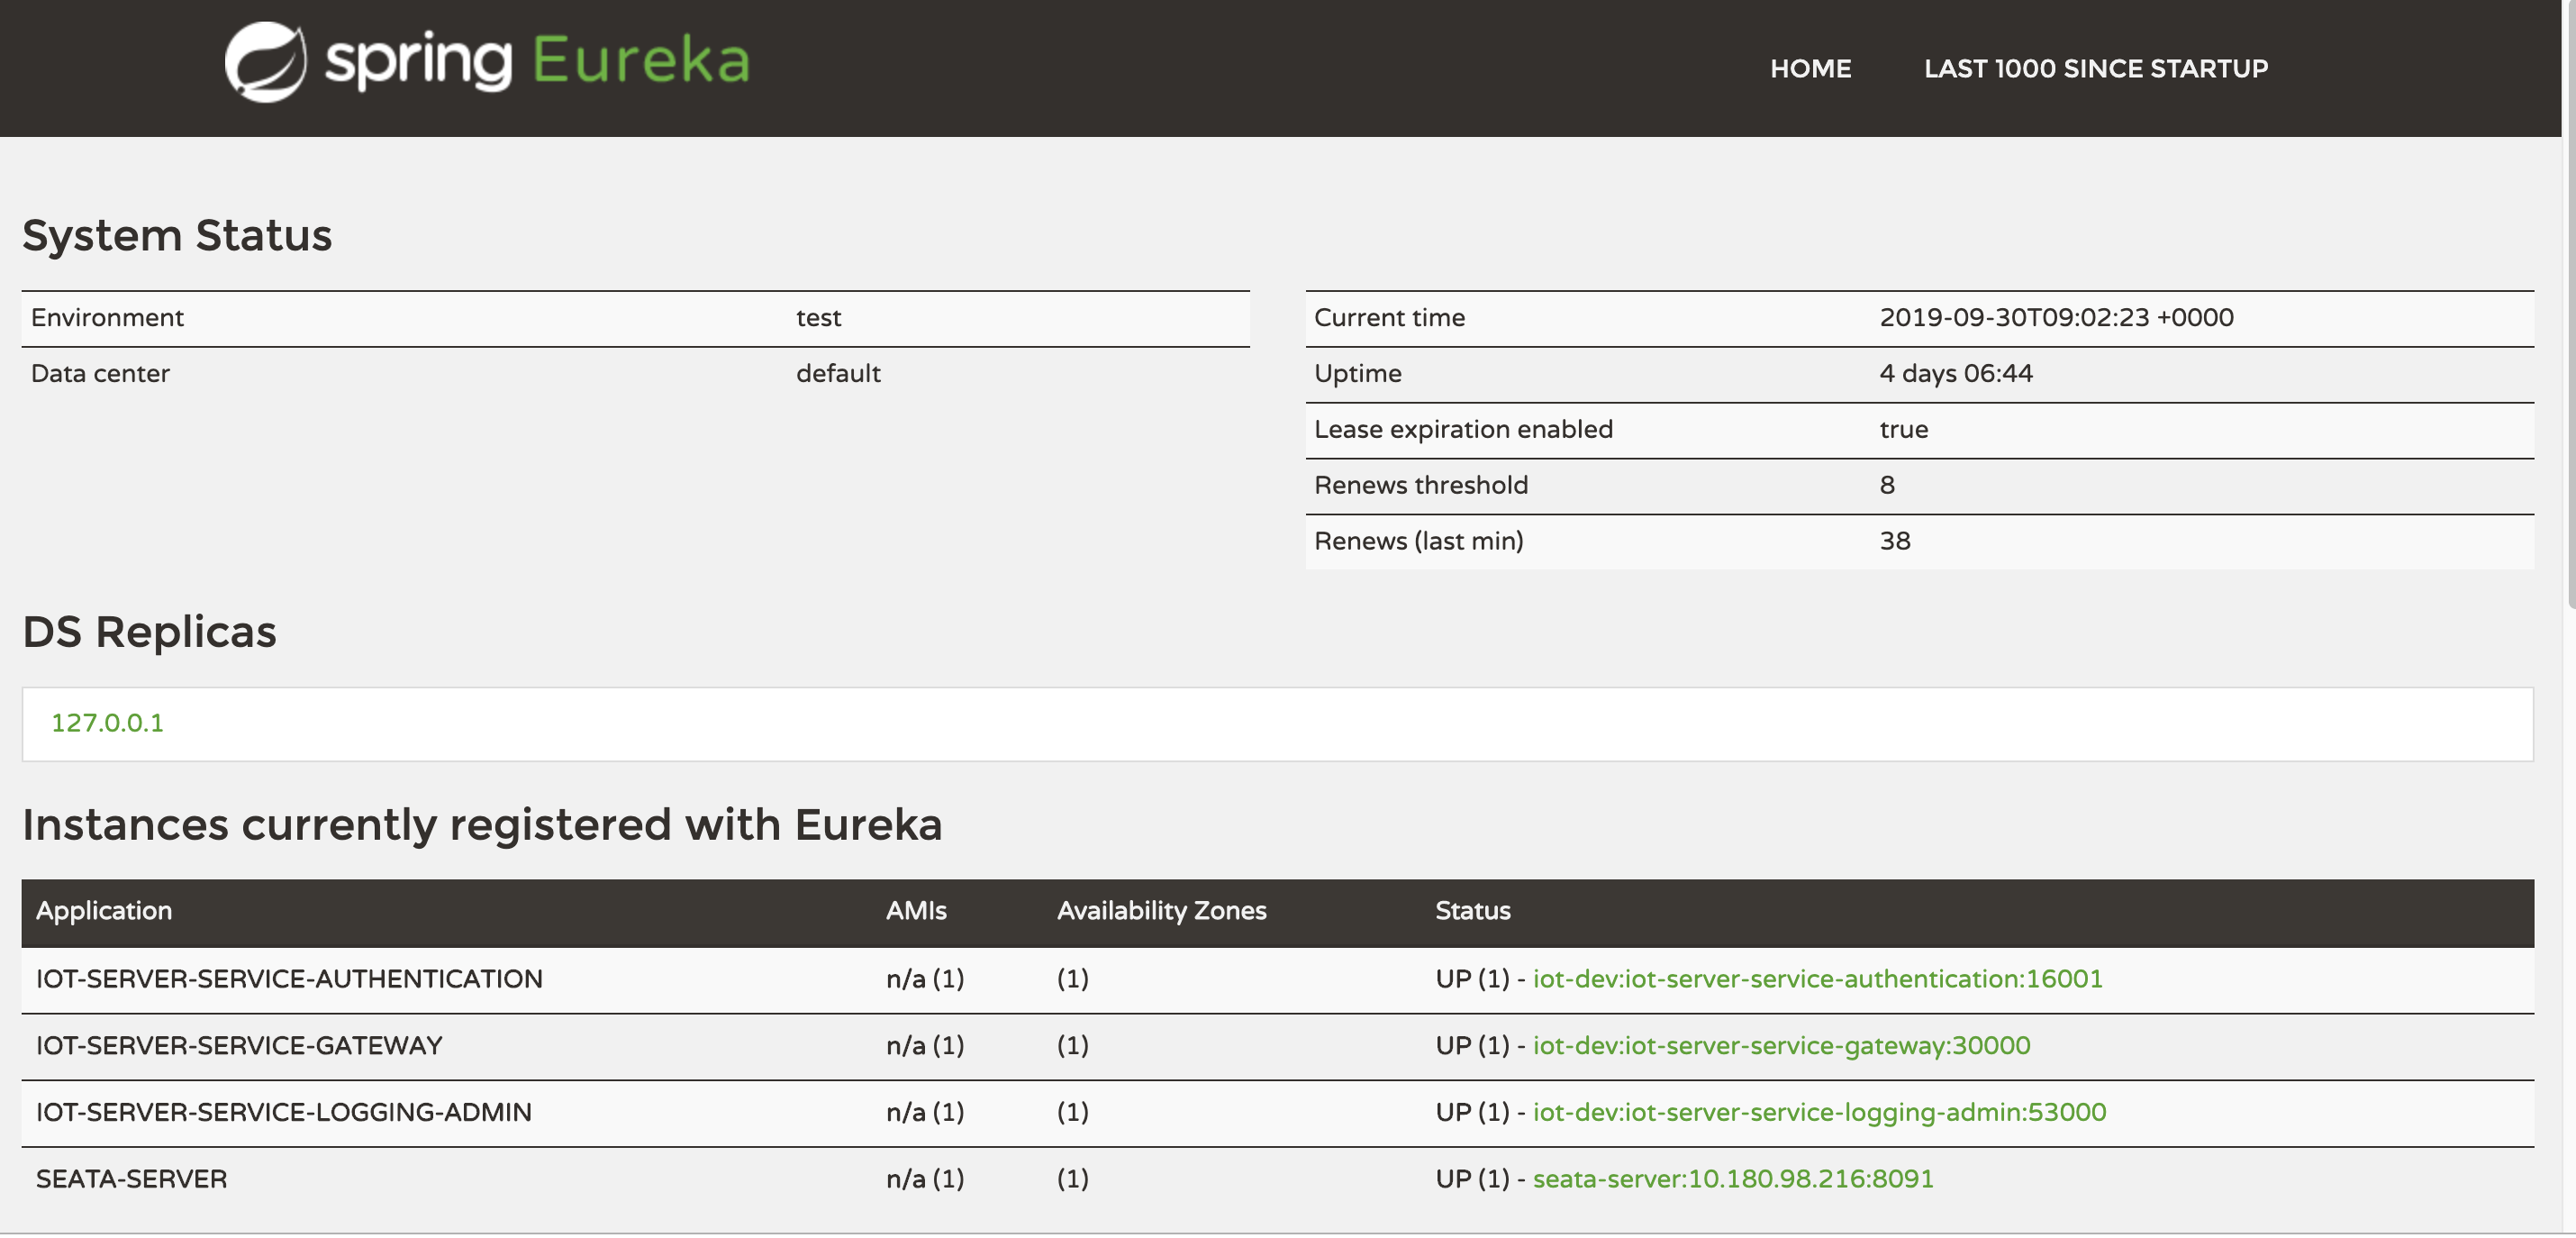 spring Eureka
HOME LAST 1000 SINCE STARTUP
System Status
Environment test
Data center default
Current time 2019-09-30T09:02:23 +0000
Uptime 4 days 06:44
Lease expiration enabled true
Renews threshold 8
Renews (last min) 38
DS Replicas
127.0.0.1
Instances currently registered with Eureka
Application AMIs Availability Zones Status
IOT-SERVER-SERVICE-AUTHENTICATION n/a (1) (1) UP (1) - iot-dev:iot-server-service-authentication:16001
IOT-SERVER-SERVICE-GATEWAY n/a (1) (1) UP (1) - iot-dev:iot-server-service-gateway:30000
IOT-SERVER-SERVICE-LOGGING-ADMIN n/a (1) (1) UP (1) - iot-dev:iot-server-service-logging-admin:53000
SEATA-SERVER n/a (1) (1) UP (1) - seata-server:10.180.98.216:8091